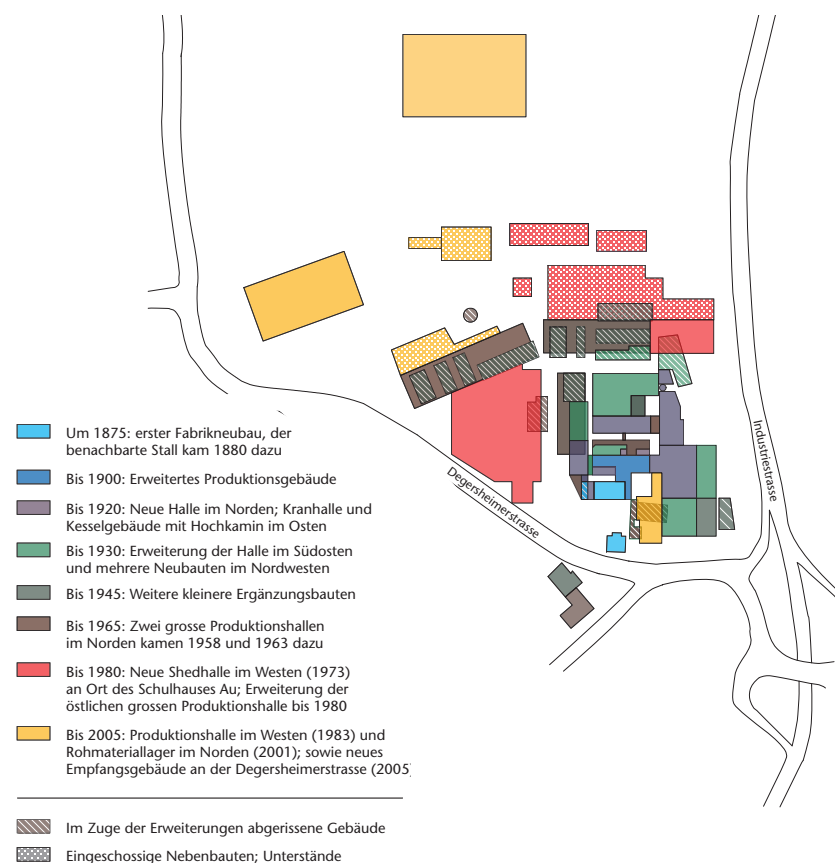 Industriestrasse
Degersheimerstrasse
Um 1875: erster Fabrikneubau, der
benachbarte Stall kam 1880 dazu
Bis 1900: Erweitertes Produktionsgebäude
Bis 1920: Neue Halle im Norden; Kranhalle und
Kesselgebäude mit Hochkamin im Osten
Bis 1930: Erweiterung der Halle im Südosten
und mehrere Neubauten im Nordwesten
Bis 1945: Weitere kleinere Ergänzungsbauten
Bis 1965: Zwei grosse Produktionshallen
im Norden kamen 1958 und 1963 dazu
Bis 1980: Neue Shedhalle im Westen (1973)
an Ort des Schulhauses Au; Erweiterung der
östlichen grossen Produktionshalle bis 1980
Bis 2005: Produktionshalle im Westen (1983) und
Rohmateriallager im Norden (2001); sowie neues
Empfangsgebäude an der Degersheimerstrasse (2005)
Im Zuge der Erweiterungen abgerissene Gebäude
Eingeschossige Nebenbauten; Unterstände